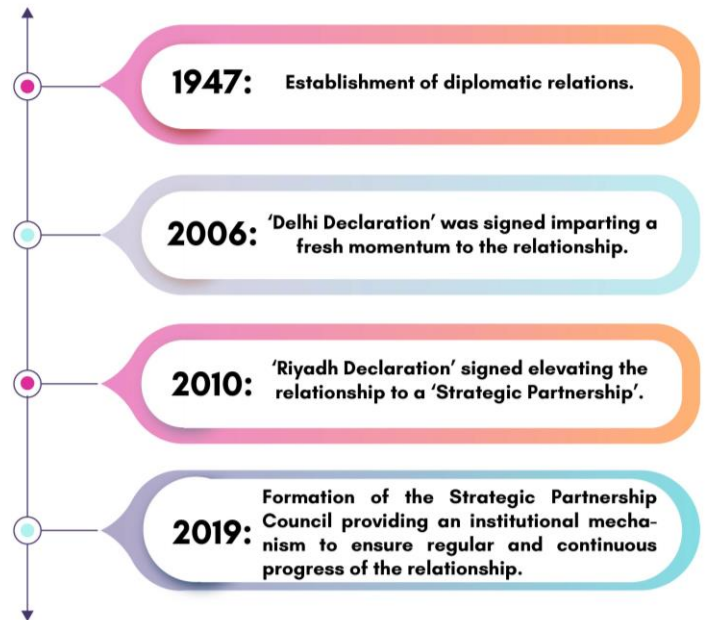 1947: Establishment of diplomatic relations.
2006: ‘Delhi Declaration’ was signed imparting a
fresh momentum to the relationship.
2010: ‘Riyadh Declaration’ signed elevating the
relationship to a ‘Strategic Partnership’.
2019: Formation of the Strategic Partnership
Council providing an institutional mecha-
nism to ensure regular and continuous
progress of the relationship.